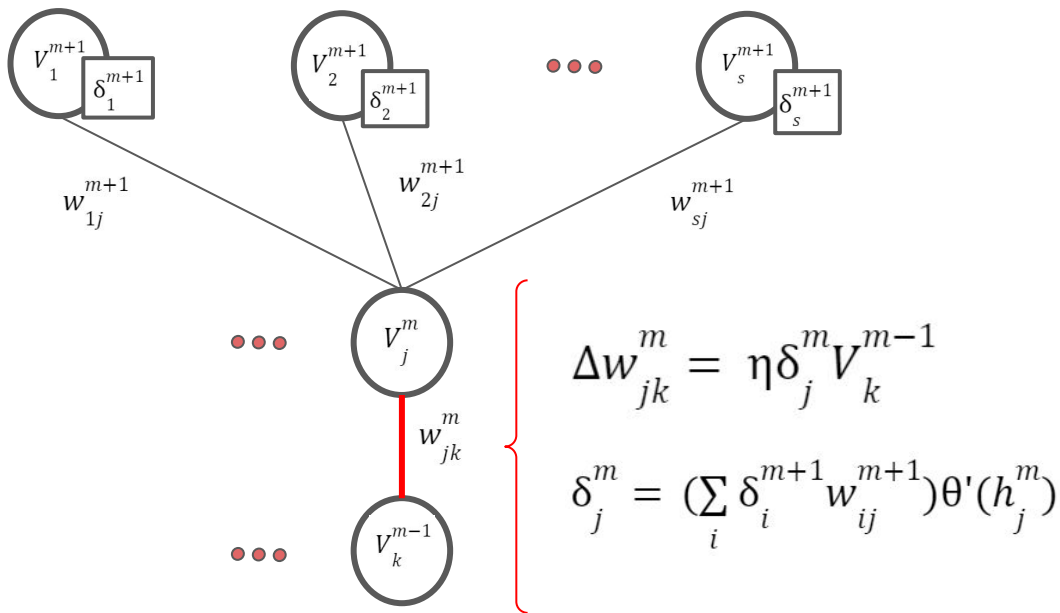 V_1^{m+1} V_2^{m+1} V_s^{m+1}
δ_1^{m+1} δ_2^{m+1} δ_s^{m+1}
w_{1j}^{m+1} w_{2j}^{m+1} w_{sj}^{m+1}
V_j^m
Δw_{jk}^m = ηδ_j^m V_k^{m−1}
w_{jk}^m
δ_j^m = (∑_i δ_i^{m+1} w_{ij}^{m+1})θ'(h_j^m)
V_k^{m−1}